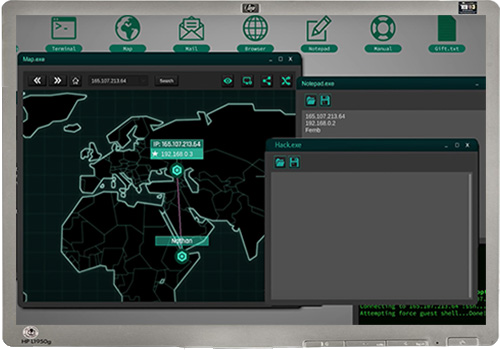 hp
Terminal
Map
Mail
Browser
Notepad
Manual
Gift.txt
Map.exe
165.107.213.64
Search
IP: 165.107.213.64
192.168.0.3
Nathan
Notepad.exe
165.107.213.64
192.168.0.2
Femb
Hack.exe
Connecting to 165.107.213.64
Attempting force guest shell...Done!
HP L1950g